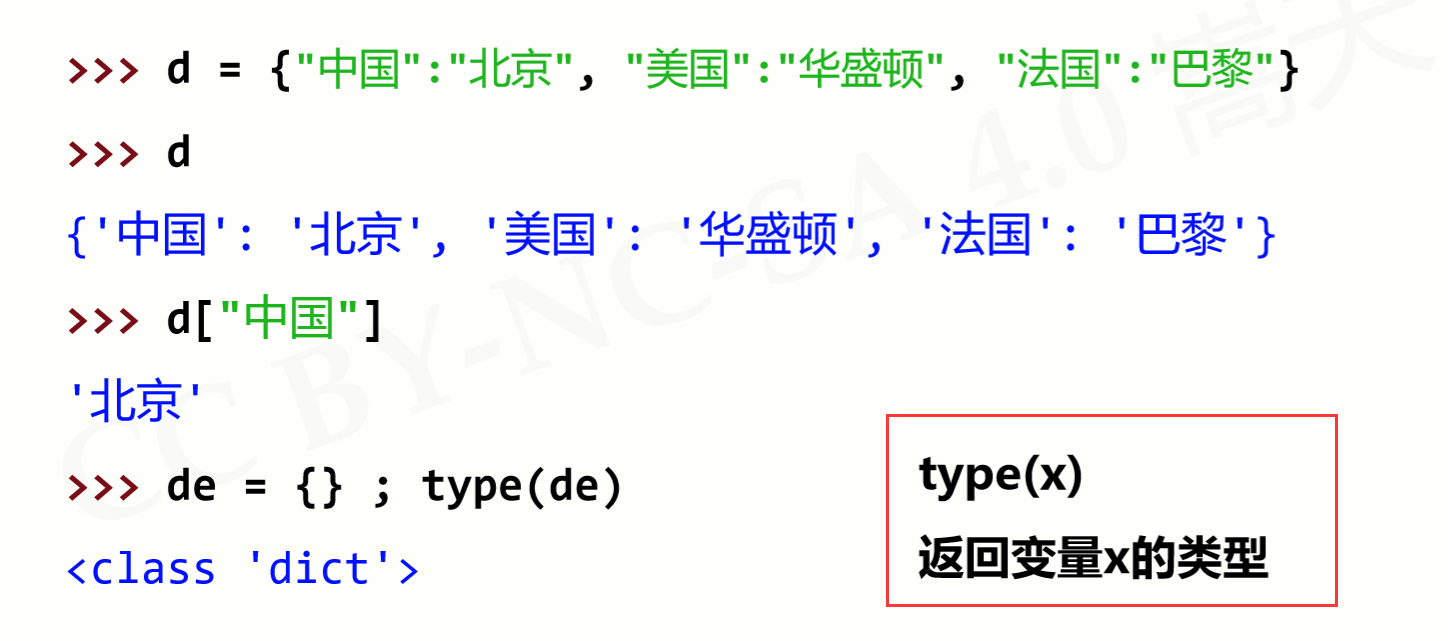 >>> d = {"中国":"北京", "美国":"华盛顿", "法国":"巴黎"}
>>> d
{'中国': '北京', '美国': '华盛顿', '法国': '巴黎'}
>>> d["中国"]
'北京'
>>> de = {} ; type(de)
<class 'dict'>
type(x)
返回变量x的类型
CC BY-NC-SA 4.0 嵩天